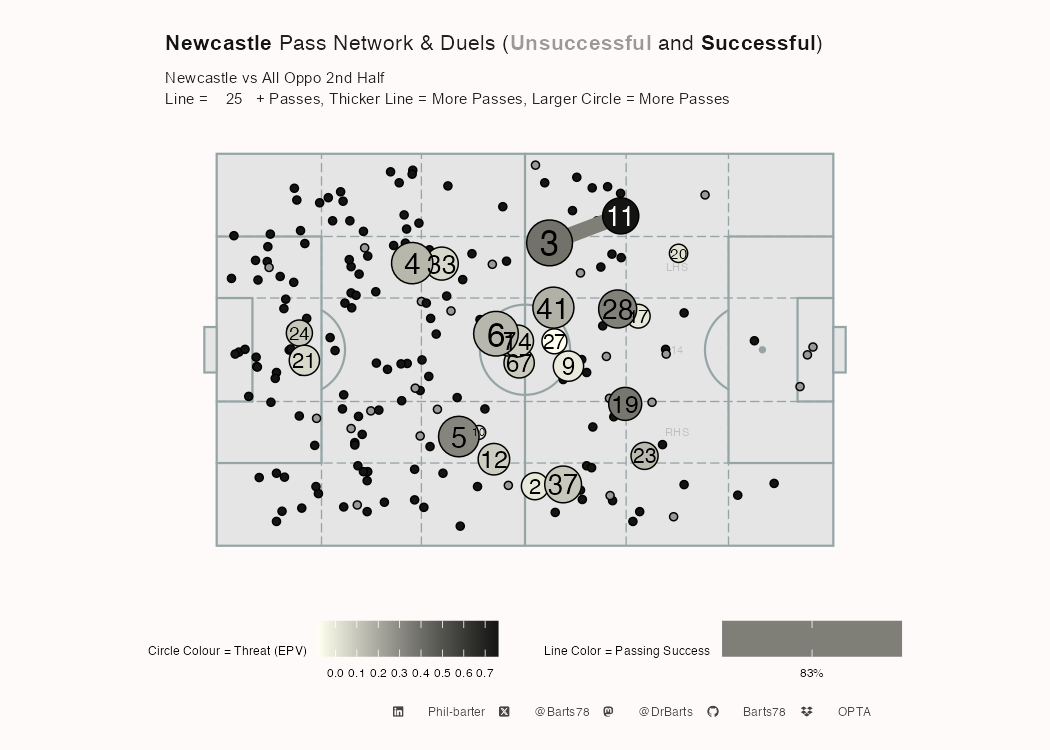 Newcastle Pass Network & Duels (Unsuccessful and Successful)
Newcastle vs All Oppo 2nd Half
Line = 25 + Passes, Thicker Line = More Passes, Larger Circle = More Passes
11
3
20
LHS
4 33
41
28 17
24
6 74
27
14
21
67
9
19
5 10
RHS
12
23
2 37
Circle Colour = Threat (EPV)
0.0 0.1 0.2 0.3 0.4 0.5 0.6 0.7
Line Color = Passing Success
83%
Phil-barter @Barts78 @DrBarts Barts78 OPTA